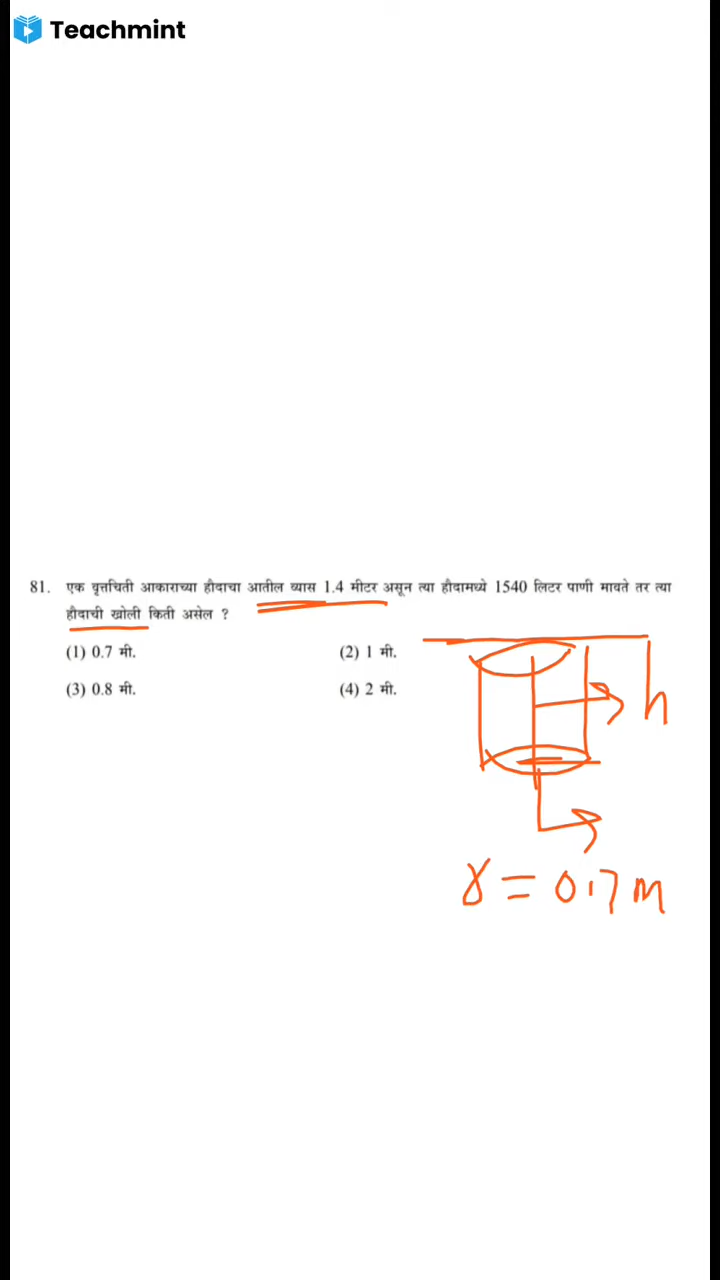 Teachmint
81. एक वृत्तचिती आकाराच्या हौदाचा आतील व्यास 1.4 मीटर असून त्या हौदामध्ये 1540 लिटर पाणी मावते तर त्या
हौदाची खोली किती असेल ?
(1) 0.7 मी. (2) 1 मी.
(3) 0.8 मी. (4) 2 मी.
h
r = 0.7 m